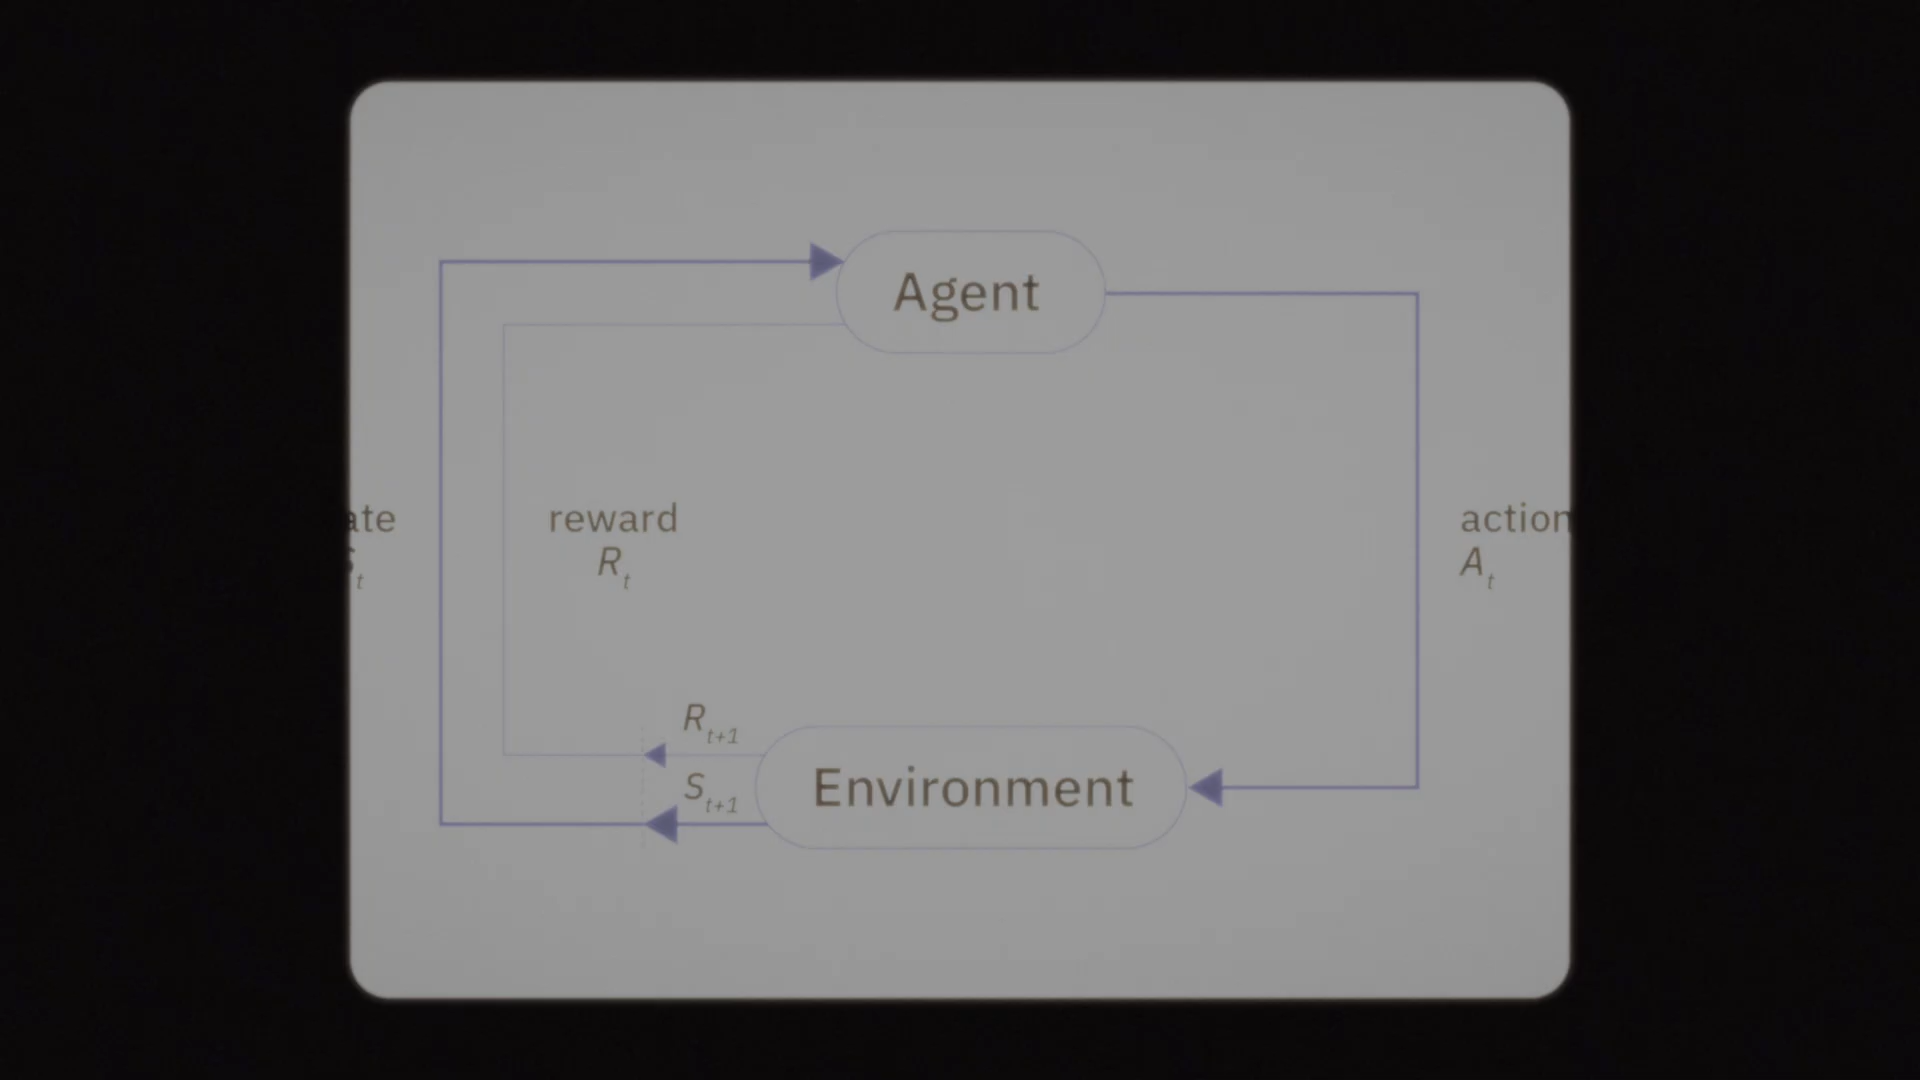 Agent
ate
S t
reward
R t
action
A t
R t+1
S t+1
Environment